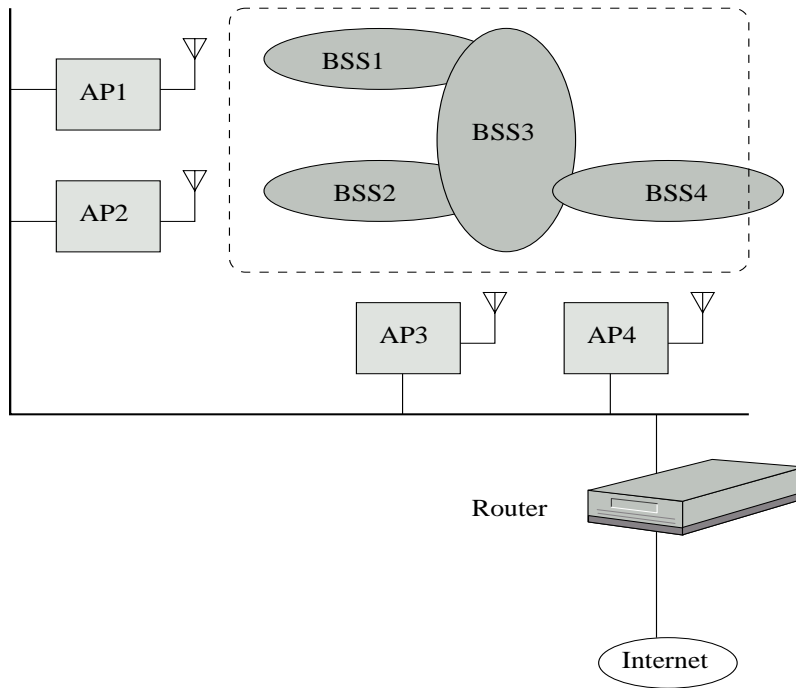 BSS1
AP1
BSS3
AP2
BSS2
BSS4
AP3
AP4
Router
Internet